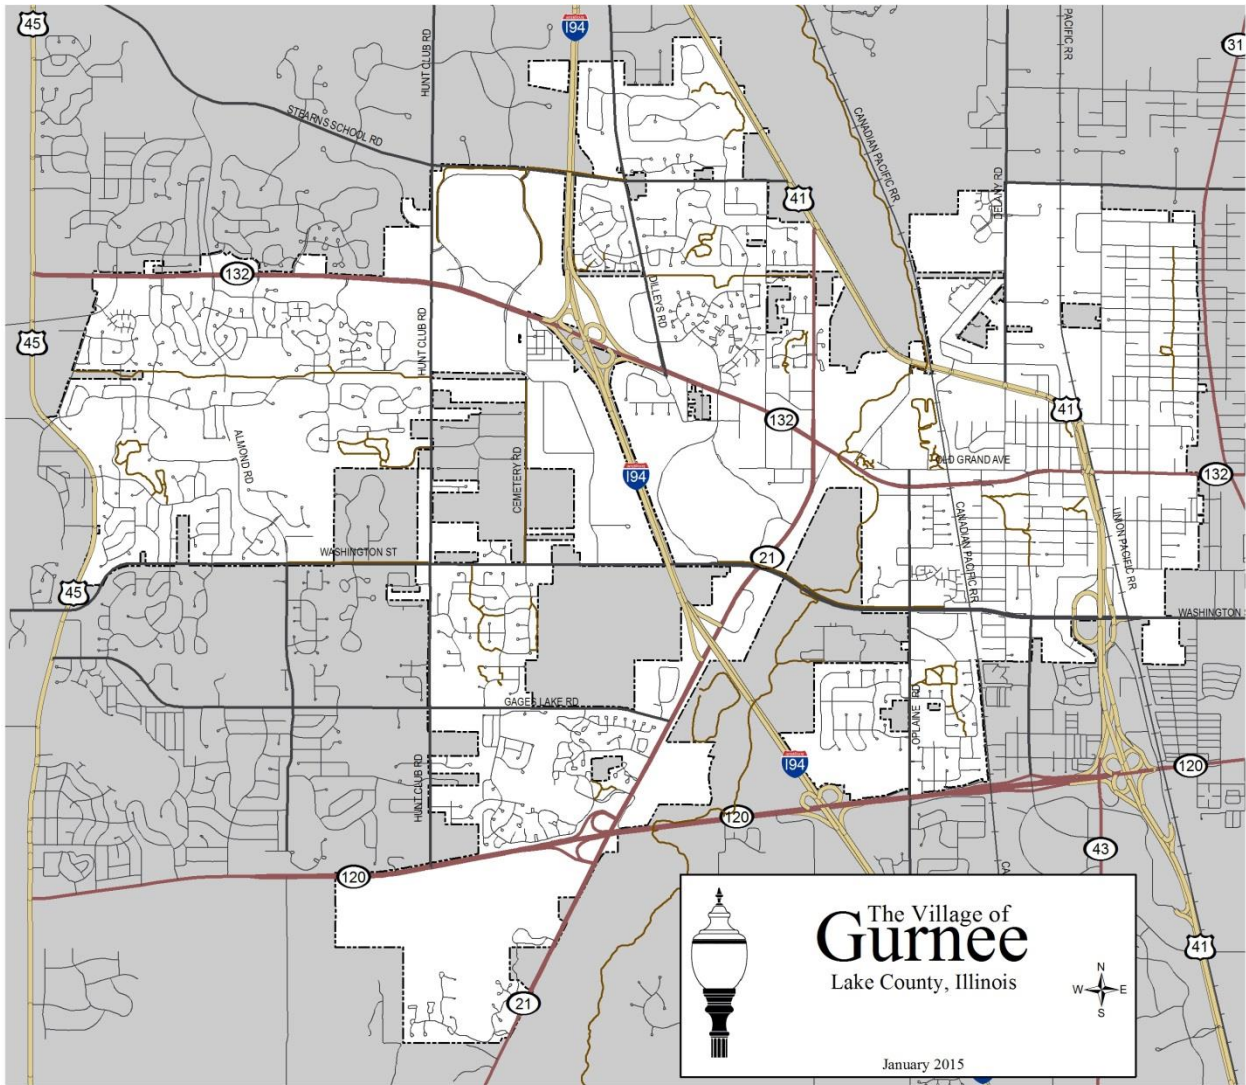 45
I94
31
HUNT CLUB RD
PACIFIC RR
STEARNS SCHOOL RD
CANADIAN PACIFIC RR
41
DELANY RD
132
DILLEYS RD
45
HUNT CLUB RD
41
132
ALMOND RD
OLD GRAND AVE
CEMETERY RD
I94
132
CANADIAN PACIFIC RR
UNION PACIFIC RR
WASHINGTON ST
21
45
WASHINGTON
GAGES LAKE RD
OPLAINE RD
HUNT CLUB RD
I94
120
120
43
120
CA
The Village of
Gurnee
Lake County, Illinois
N
W E
S
January 2015
41
21